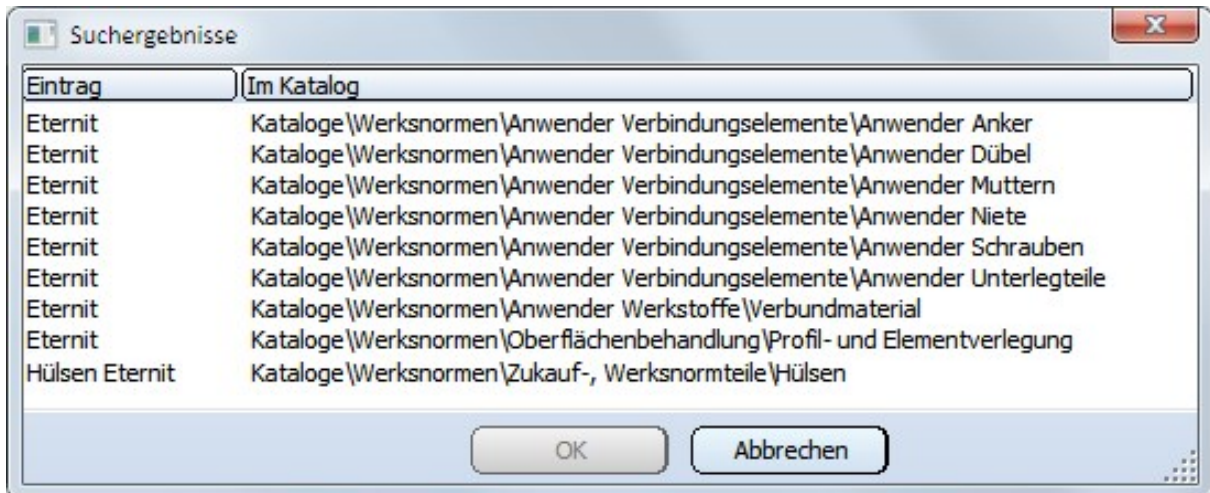 Suchergebnisse
Eintrag Im Katalog
Eternit Kataloge\Werksnormen\Anwender Verbindungselemente\Anwender Anker
Eternit Kataloge\Werksnormen\Anwender Verbindungselemente\Anwender Dübel
Eternit Kataloge\Werksnormen\Anwender Verbindungselemente\Anwender Muttern
Eternit Kataloge\Werksnormen\Anwender Verbindungselemente\Anwender Niete
Eternit Kataloge\Werksnormen\Anwender Verbindungselemente\Anwender Schrauben
Eternit Kataloge\Werksnormen\Anwender Verbindungselemente\Anwender Unterlegteile
Eternit Kataloge\Werksnormen\Anwender Werkstoffe\Verbundmaterial
Eternit Kataloge\Werksnormen\Oberflächenbehandlung\Profil- und Elementverlegung
Hülsen Eternit Kataloge\Werksnormen\Zukauf-, Werksnormteile\Hülsen
OK Abbrechen